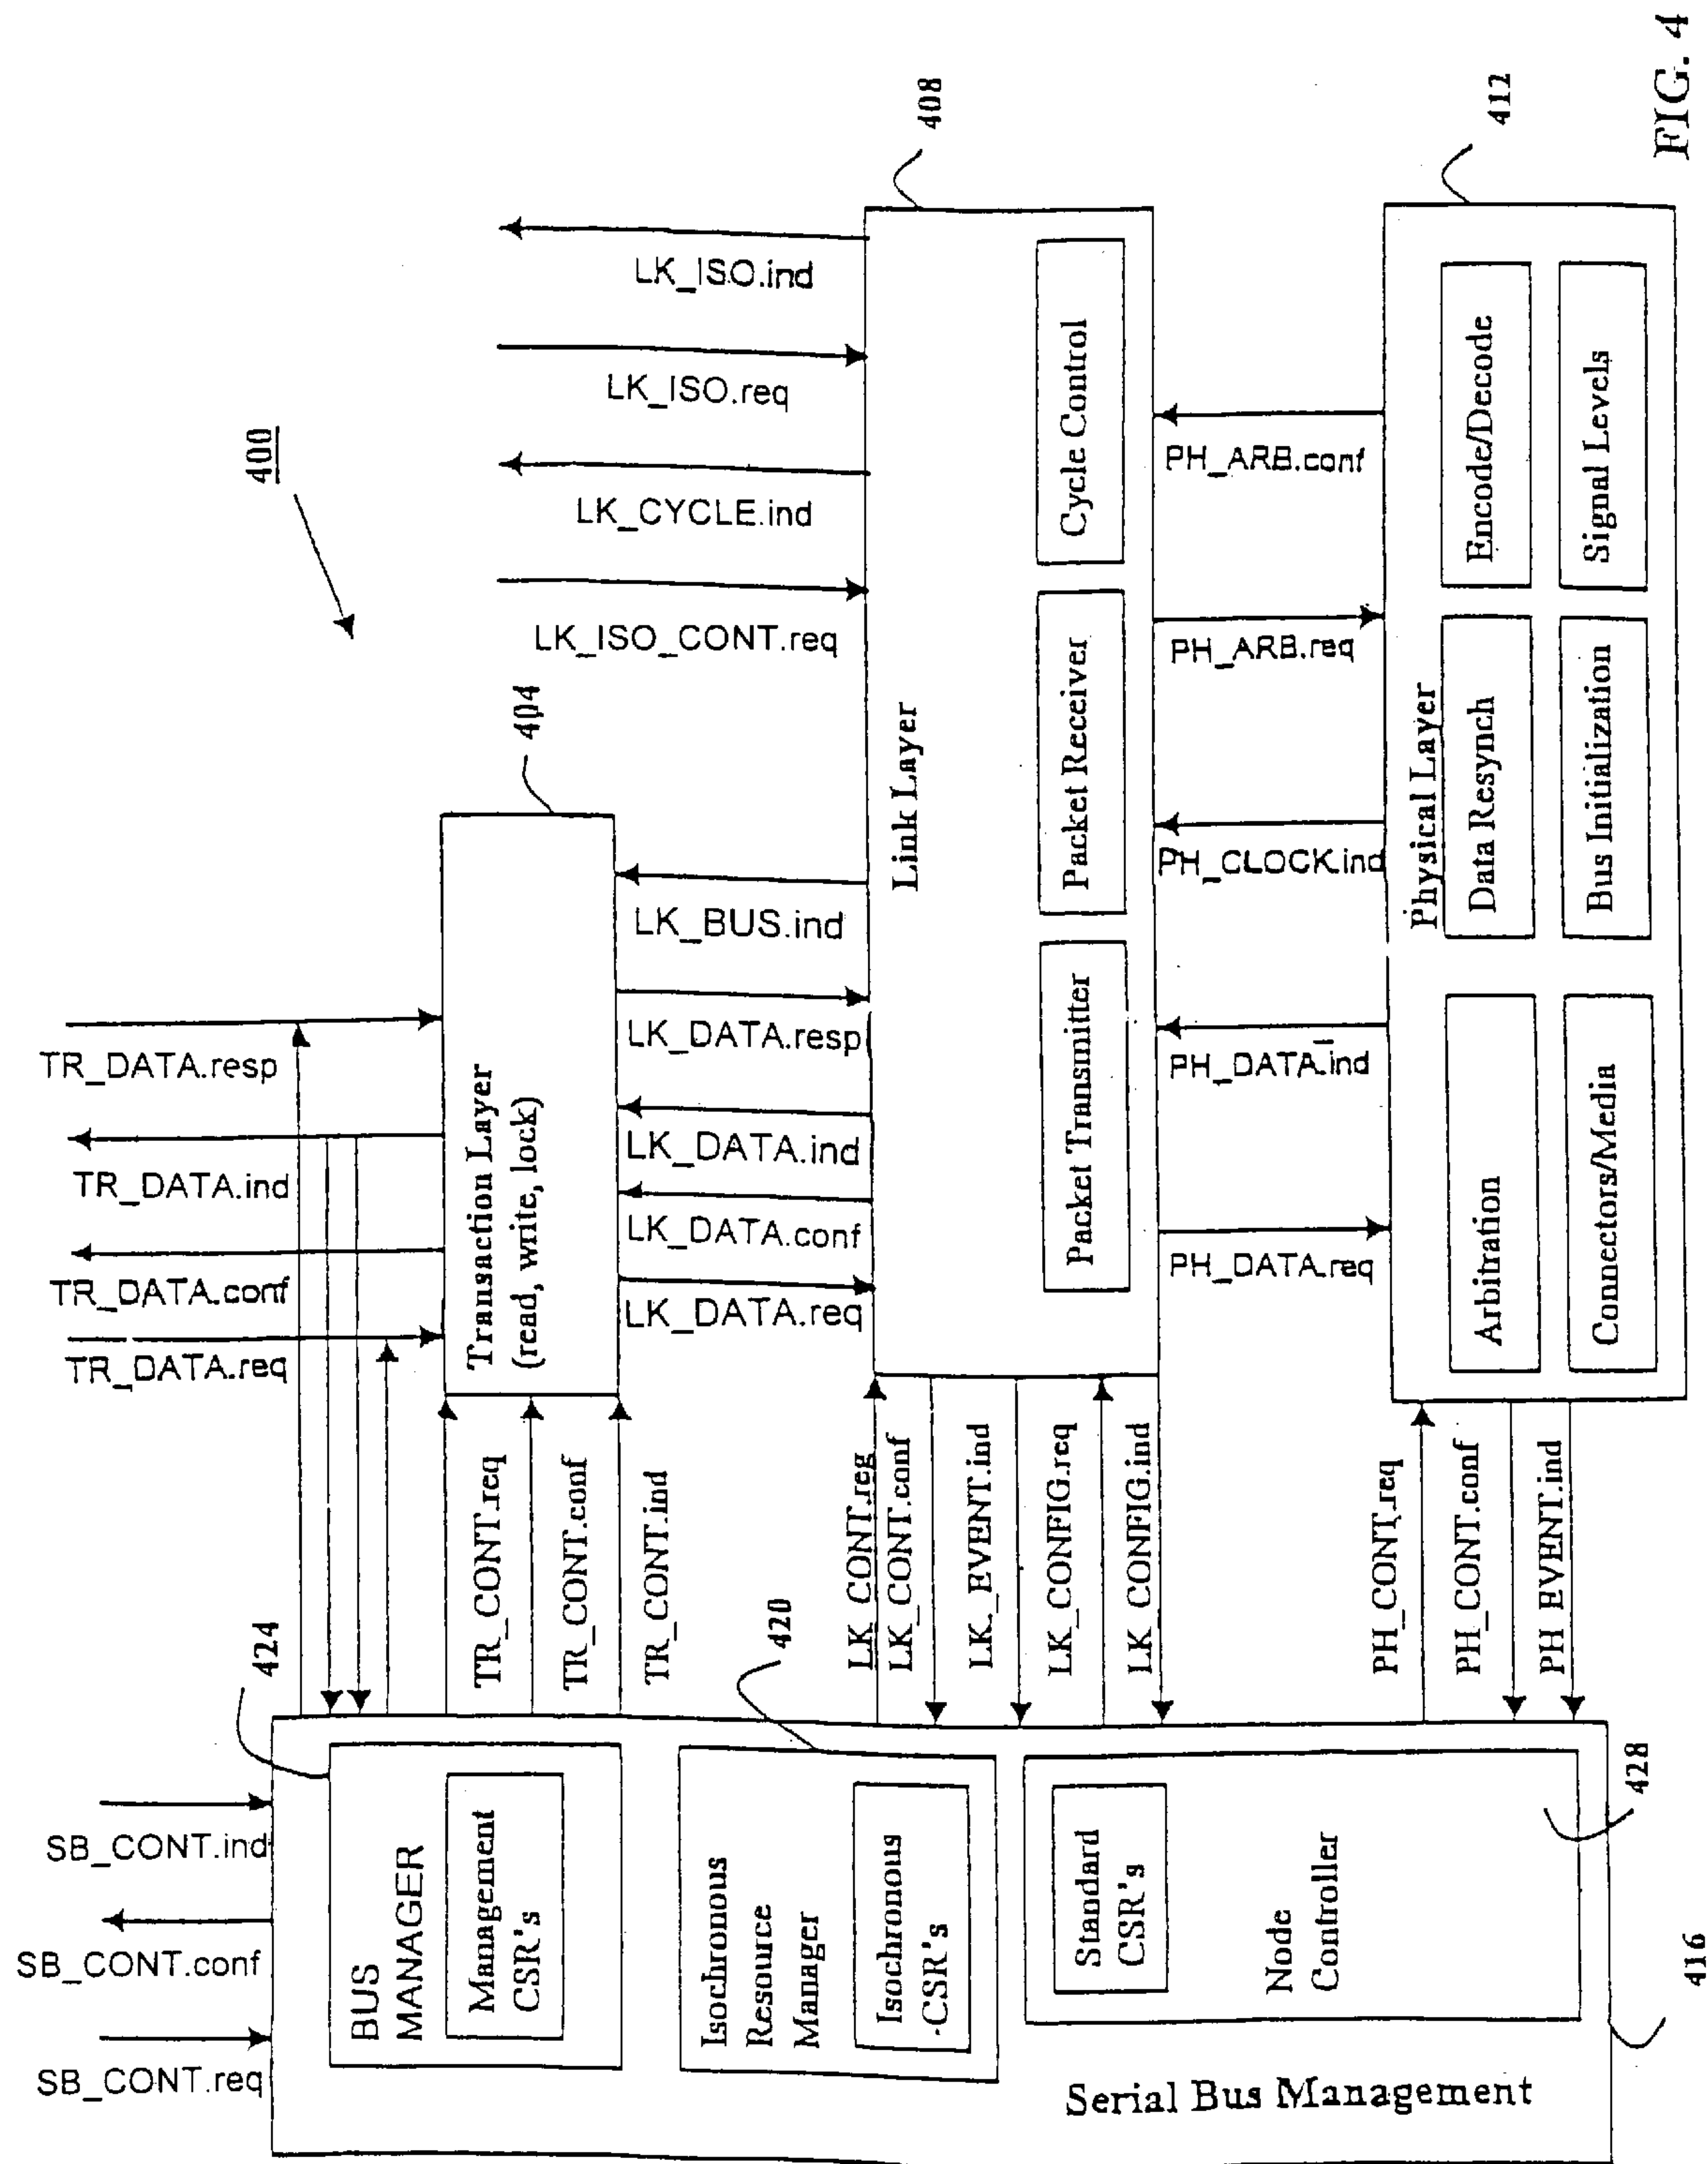 400
SB_CONT.req
SB_CONT.conf
SB_CONT.ind
TR_DATA.req
TR_DATA.conf
TR_DATA.ind
TR_DATA.resp
424
BUS
MANAGER
Management
CSR's
TR_CONT.req
TR_CONT.conf
TR_CONT.ind
Transaction Layer
(read, write, lock)
404
LK_ISO_CONT.req
LK_CYCLE.ind
LK_ISO.req
LK_ISO.ind
LK_DATA.req
LK_DATA.conf
LK_DATA.ind
LK_DATA.resp
LK_BUS.ind
420
Isochronous
Resource
Manager
Isochronous
-CSR's
LK_CONT.reg
LK_CONT.conf
LK_EVENT.ind
LK_CONFIG.req
LK_CONFIG.ind
Link Layer
408
Packet Transmitter
Packet Receiver
Cycle Control
PH_DATA.req
PH_DATA.ind
PH_CLOCK.ind
PH_ARB.req
PH_ARB.conf
Standard
CSR's
Node
Controller
428
Serial Bus Management
416
PH_CONT.req
PH_CONT.conf
PH_EVENT.ind
Physical Layer
412
Arbitration
Data Resynch
Encode/Decode
Connectors/Media
Bus Initialization
Signal Levels
FIG. 4